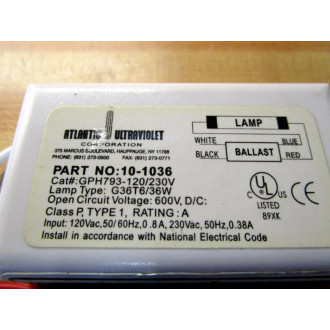 ATLANTIC ULTRAVIOLET
CORPORATION
375 MARCUS BOULEVARD, HAUPPAUGE, NY 11788
PHONE: (631) 273-0500 FAX: (631) 273-0771
PART NO:10-1036
Cat#:GPH793-120/230V
Lamp Type: G36T6/36W
Open Circuit Voltage: 600V, D/C:
Class P, TYPE 1, RATING: A
Input: 120Vac,50/60Hz, 0.8A, 230Vac, 50Hz, 0.38A
Install in accordance with National Electrical Code
LAMP
WHITE BLUE
BLACK BALLAST RED
C UL US
LISTED
89XK